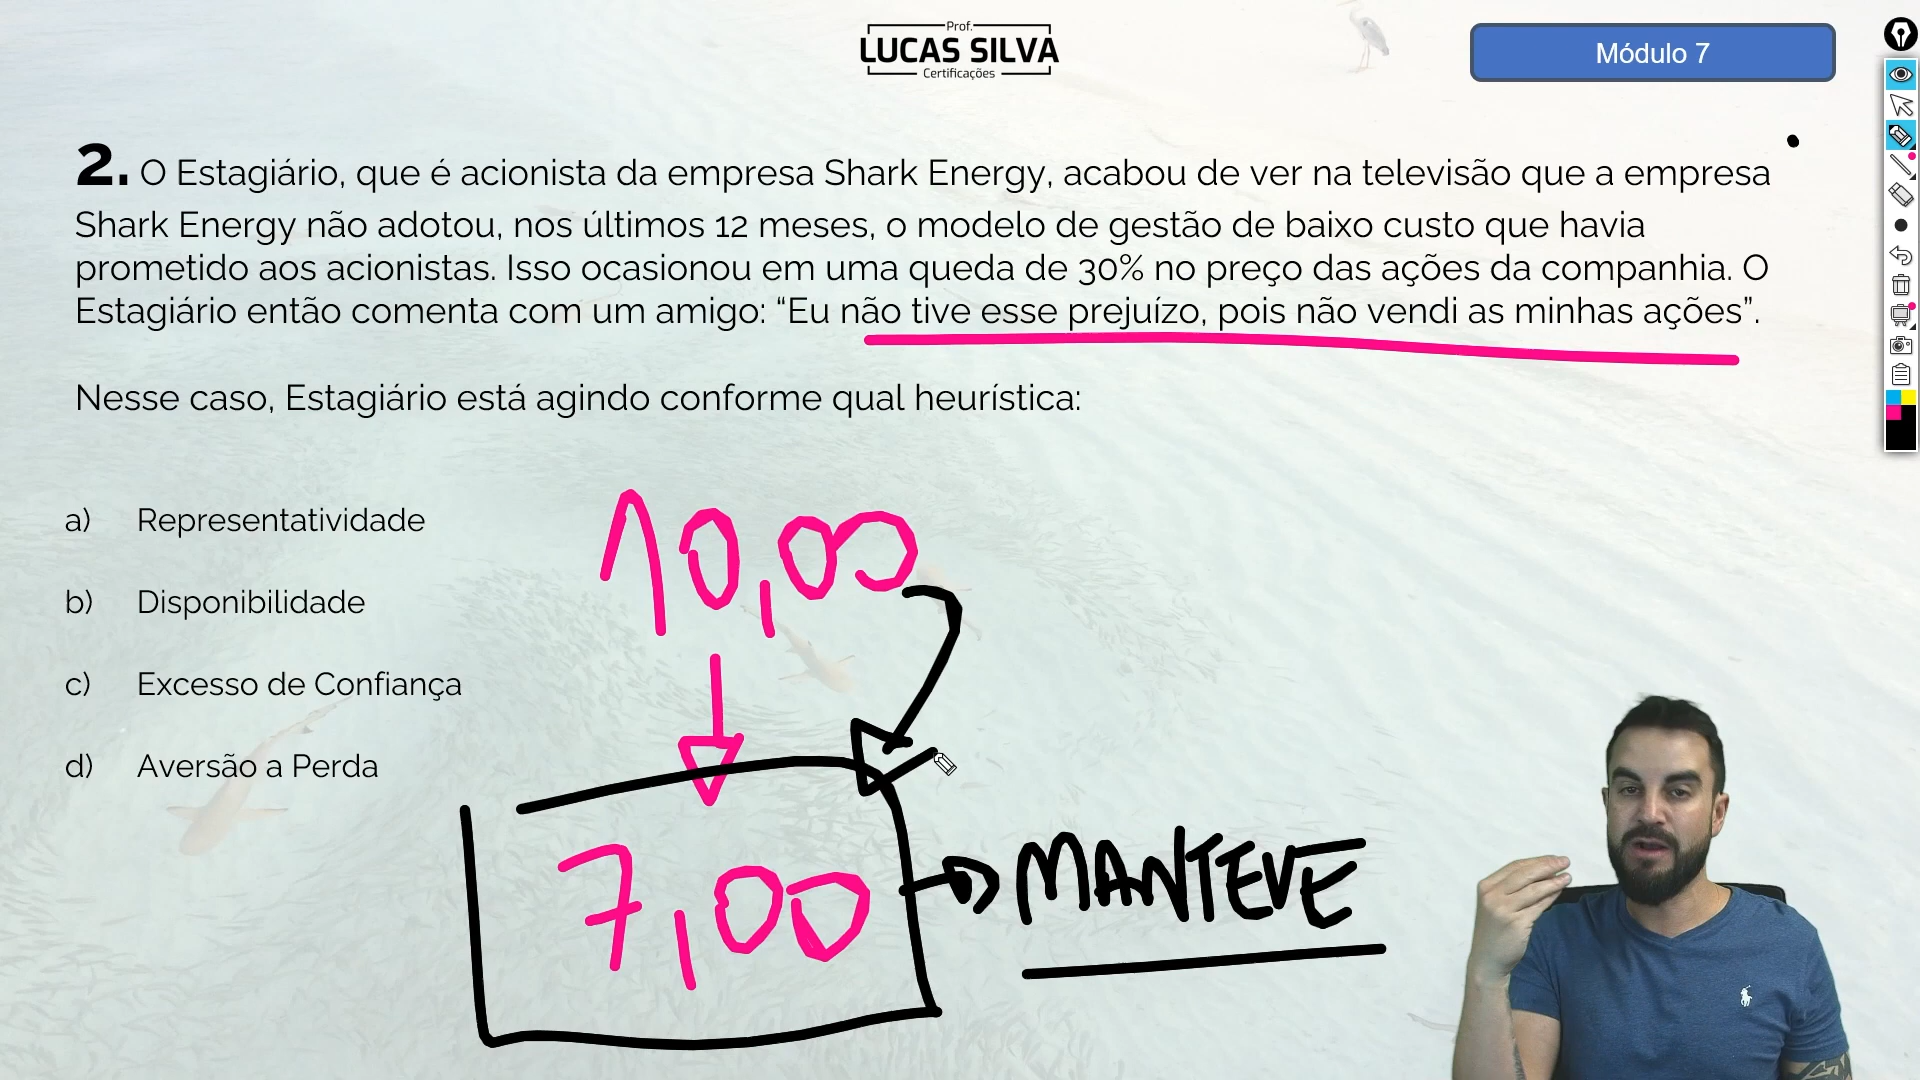 Prof.
LUCAS SILVA
Certificações
Módulo 7
2. O Estagiário, que é acionista da empresa Shark Energy, acabou de ver na televisão que a empresa
Shark Energy não adotou, nos últimos 12 meses, o modelo de gestão de baixo custo que havia
prometido aos acionistas. Isso ocasionou em uma queda de 30% no preço das ações da companhia. O
Estagiário então comenta com um amigo: “Eu não tive esse prejuízo, pois não vendi as minhas ações”.
Nesse caso, Estagiário está agindo conforme qual heurística:
a) Representatividade
b) Disponibilidade
c) Excesso de Confiança
d) Aversão a Perda
10,00
7,00
MANTEVE